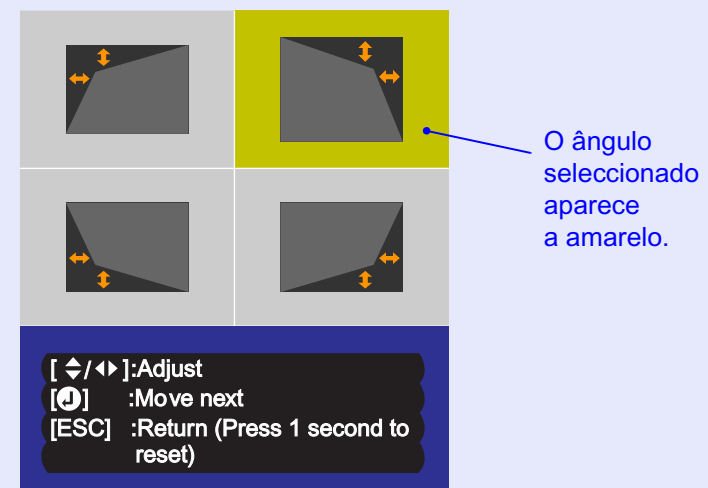 O ângulo
seleccionado
aparece
a amarelo.
[ / ]:Adjust
[ ] :Move next
[ESC] :Return (Press 1 second to
reset)